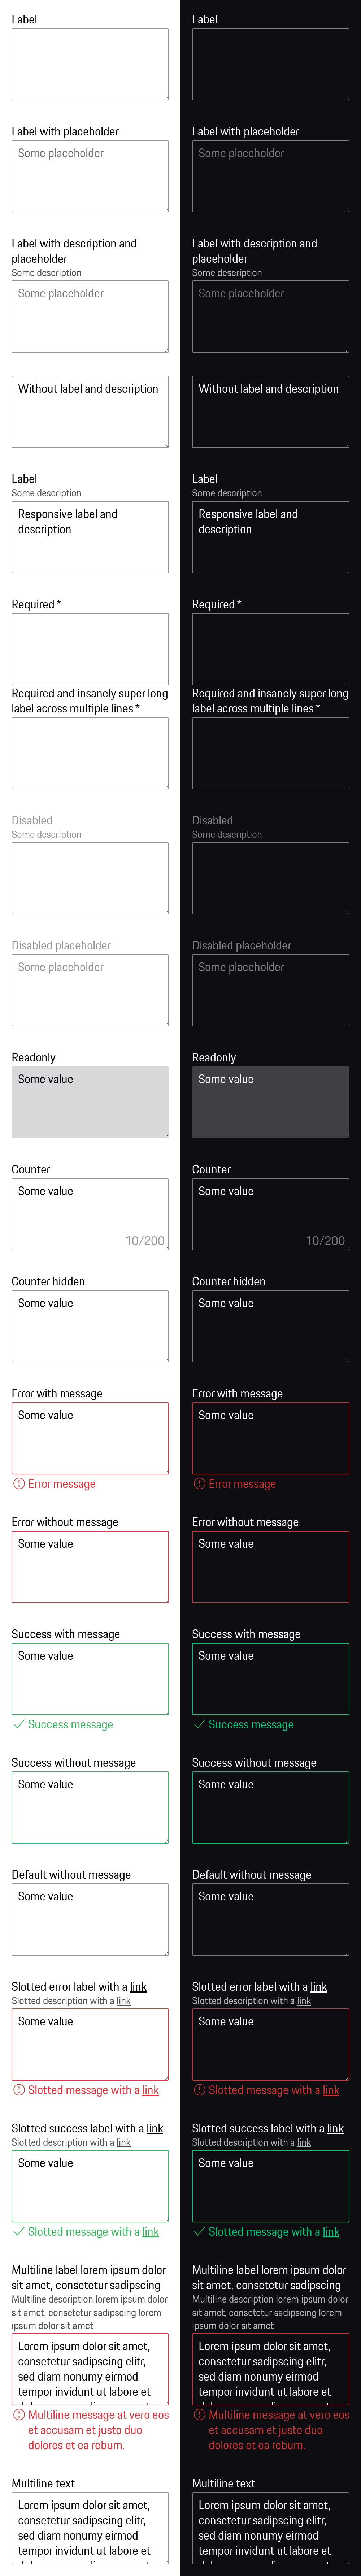 Label
Label with placeholder
Some placeholder
Label with description and
placeholder
Some description
Some placeholder
Without label and description
Label
Some description
Responsive label and
description
Required *
Required and insanely super long
label across multiple lines *
Disabled
Some description
Disabled placeholder
Some placeholder
Readonly
Some value
Counter
Some value
10/200
Counter hidden
Some value
Error with message
Some value
Error message
Error without message
Some value
Success with message
Some value
Success message
Success without message
Some value
Default without message
Some value
Slotted error label with a link
Slotted description with a link
Some value
Slotted message with a link
Slotted success label with a link
Slotted description with a link
Some value
Slotted message with a link
Multiline label lorem ipsum dolor
sit amet, consetetur sadipscing
Multiline description lorem ipsum dolor
sit amet, consetetur sadipscing lorem
ipsum dolor sit amet
Lorem ipsum dolor sit amet,
consetetur sadipscing elitr,
sed diam nonumy eirmod
tempor invidunt ut labore et
Multiline message at vero eos
et accusam et justo duo
dolores et ea rebum.
Multiline text
Lorem ipsum dolor sit amet,
consetetur sadipscing elitr,
sed diam nonumy eirmod
tempor invidunt ut labore et
Label
Label with placeholder
Some placeholder
Label with description and
placeholder
Some description
Some placeholder
Without label and description
Label
Some description
Responsive label and
description
Required *
Required and insanely super long
label across multiple lines *
Disabled
Some description
Disabled placeholder
Some placeholder
Readonly
Some value
Counter
Some value
10/200
Counter hidden
Some value
Error with message
Some value
Error message
Error without message
Some value
Success with message
Some value
Success message
Success without message
Some value
Default without message
Some value
Slotted error label with a link
Slotted description with a link
Some value
Slotted message with a link
Slotted success label with a link
Slotted description with a link
Some value
Slotted message with a link
Multiline label lorem ipsum dolor
sit amet, consetetur sadipscing
Multiline description lorem ipsum dolor
sit amet, consetetur sadipscing lorem
ipsum dolor sit amet
Lorem ipsum dolor sit amet,
consetetur sadipscing elitr,
sed diam nonumy eirmod
tempor invidunt ut labore et
Multiline message at vero eos
et accusam et justo duo
dolores et ea rebum.
Multiline text
Lorem ipsum dolor sit amet,
consetetur sadipscing elitr,
sed diam nonumy eirmod
tempor invidunt ut labore et